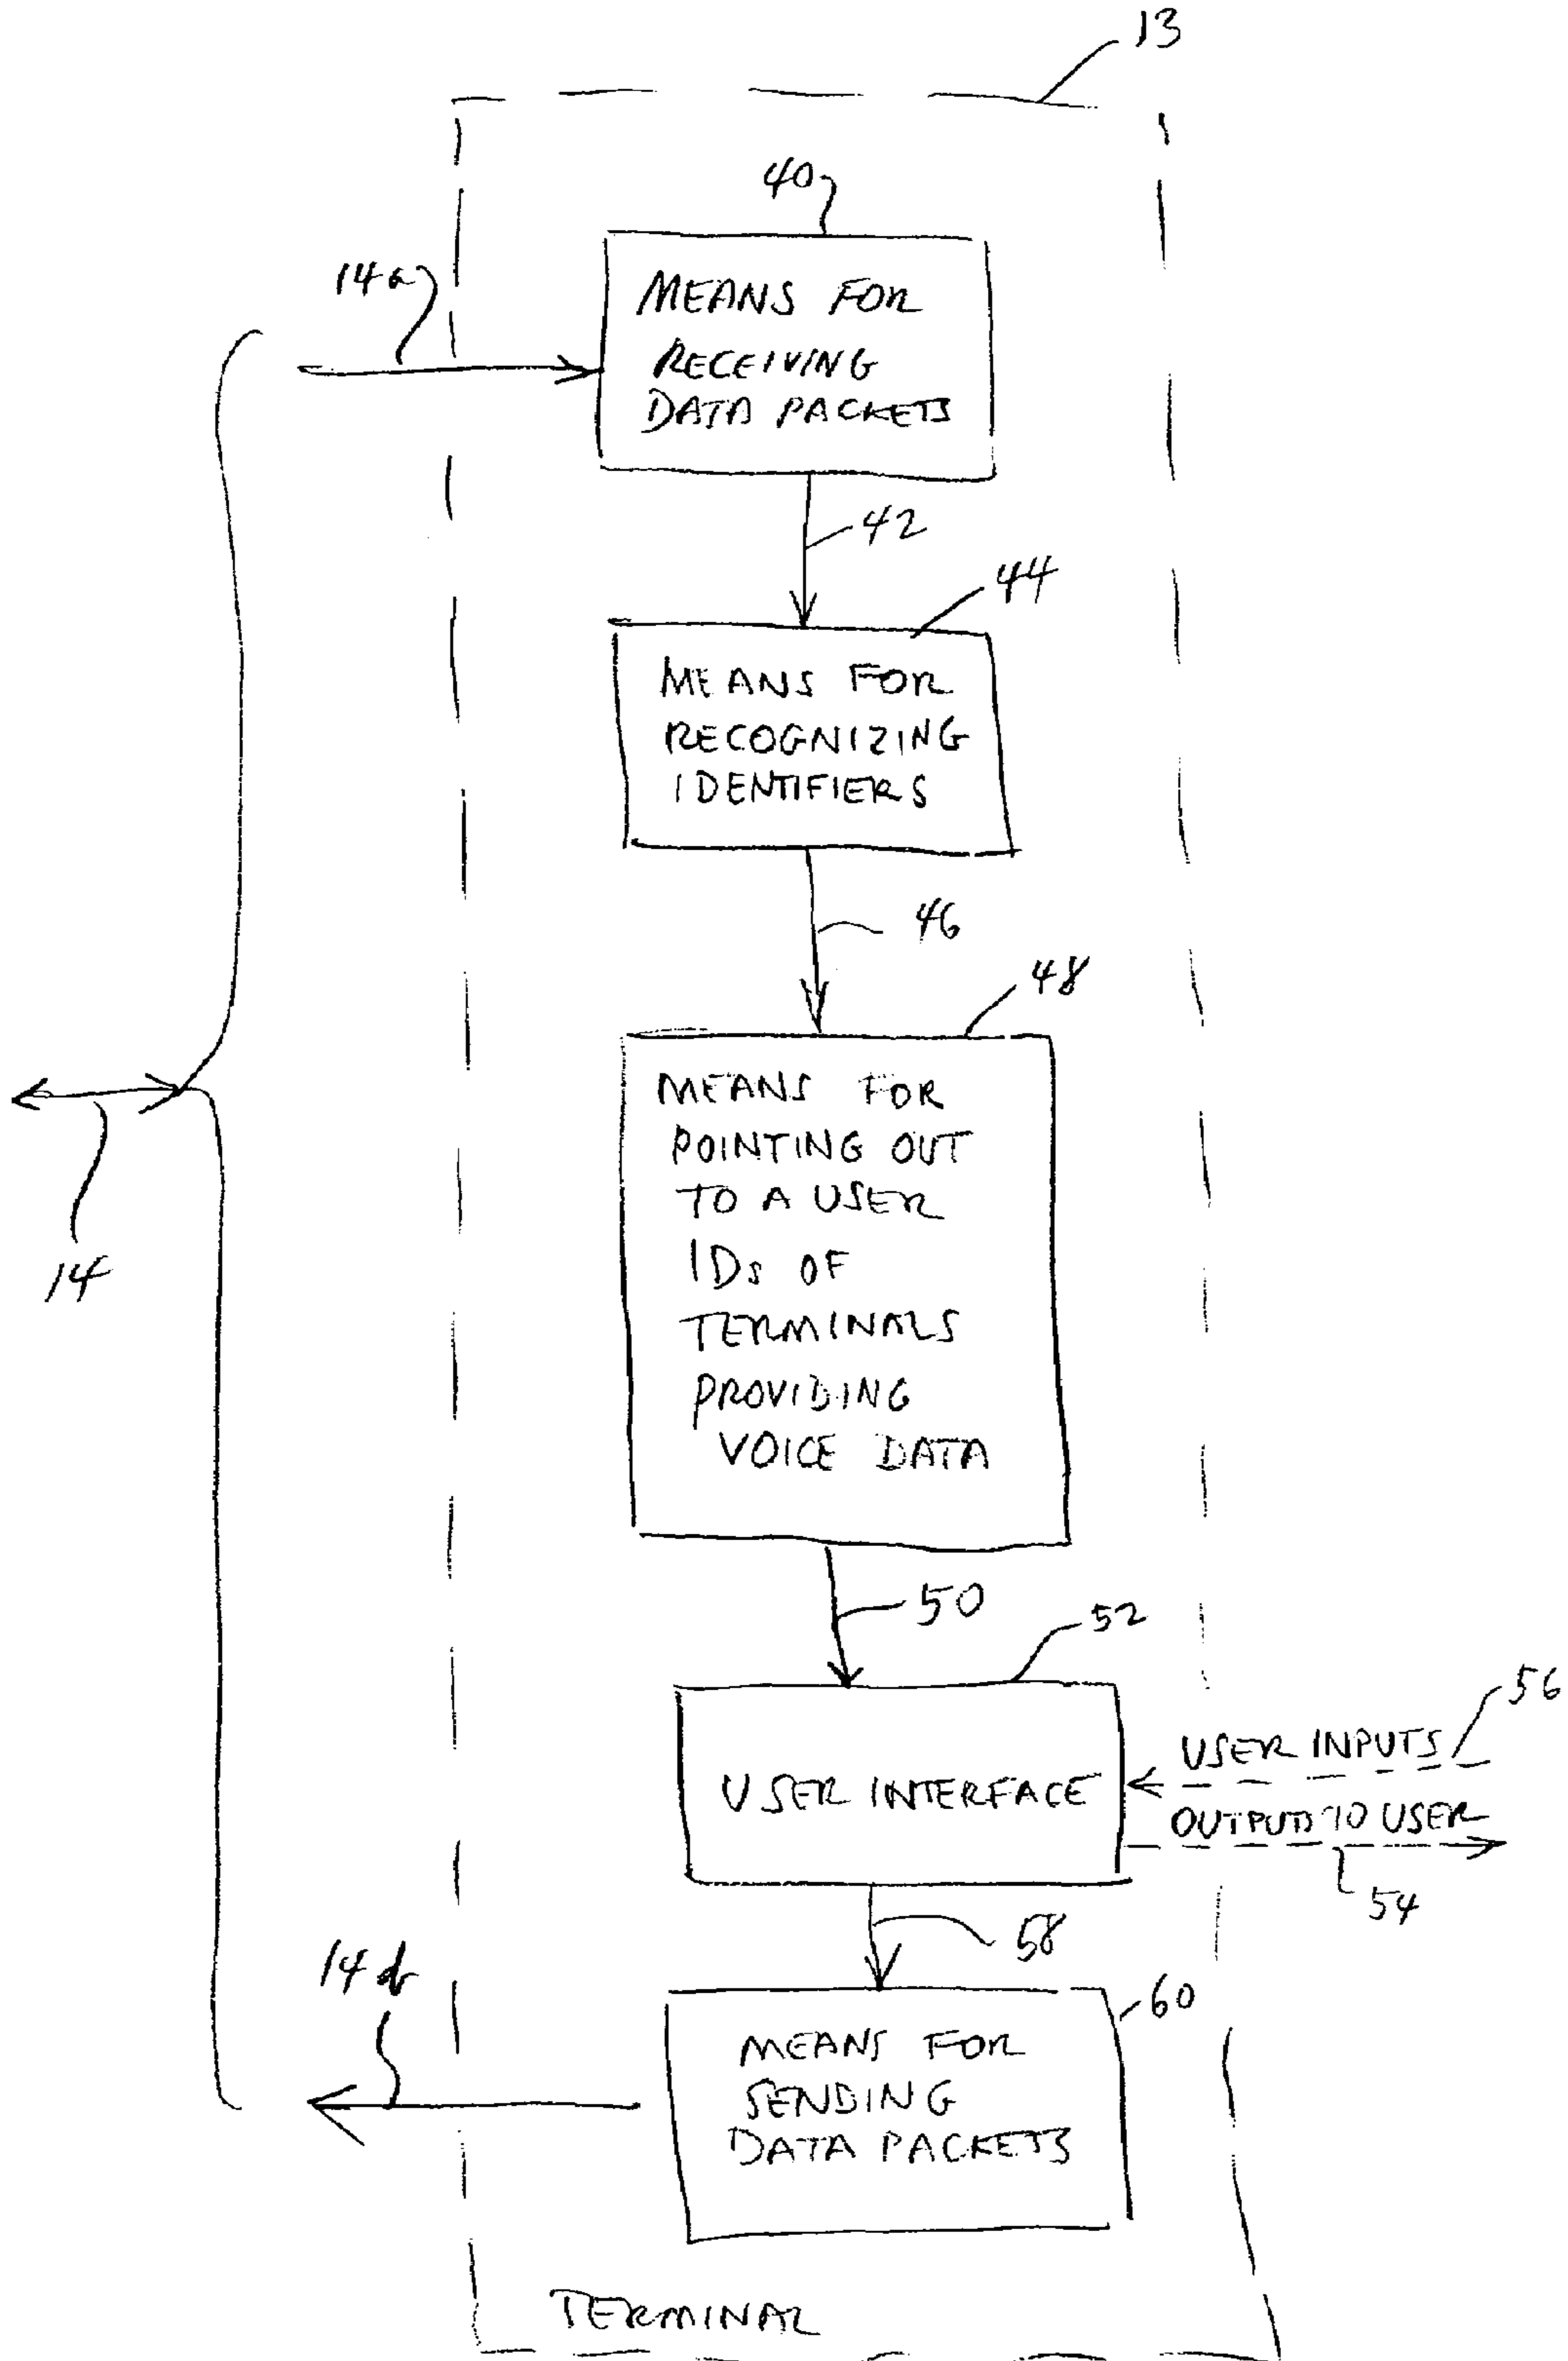 13
40
14a
MEANS FOR
RECEIVING
DATA PACKETS
42
44
MEANS FOR
RECOGNIZING
IDENTIFIERS
46
48
MEANS FOR
POINTING OUT
TO A USER
IDs OF
TERMINALS
PROVIDING
VOICE DATA
14
50
52
56
USER INPUTS
USER INTERFACE
OUTPUTS TO USER
54
58
14b
60
MEANS FOR
SENDING
DATA PACKETS
TERMINAL